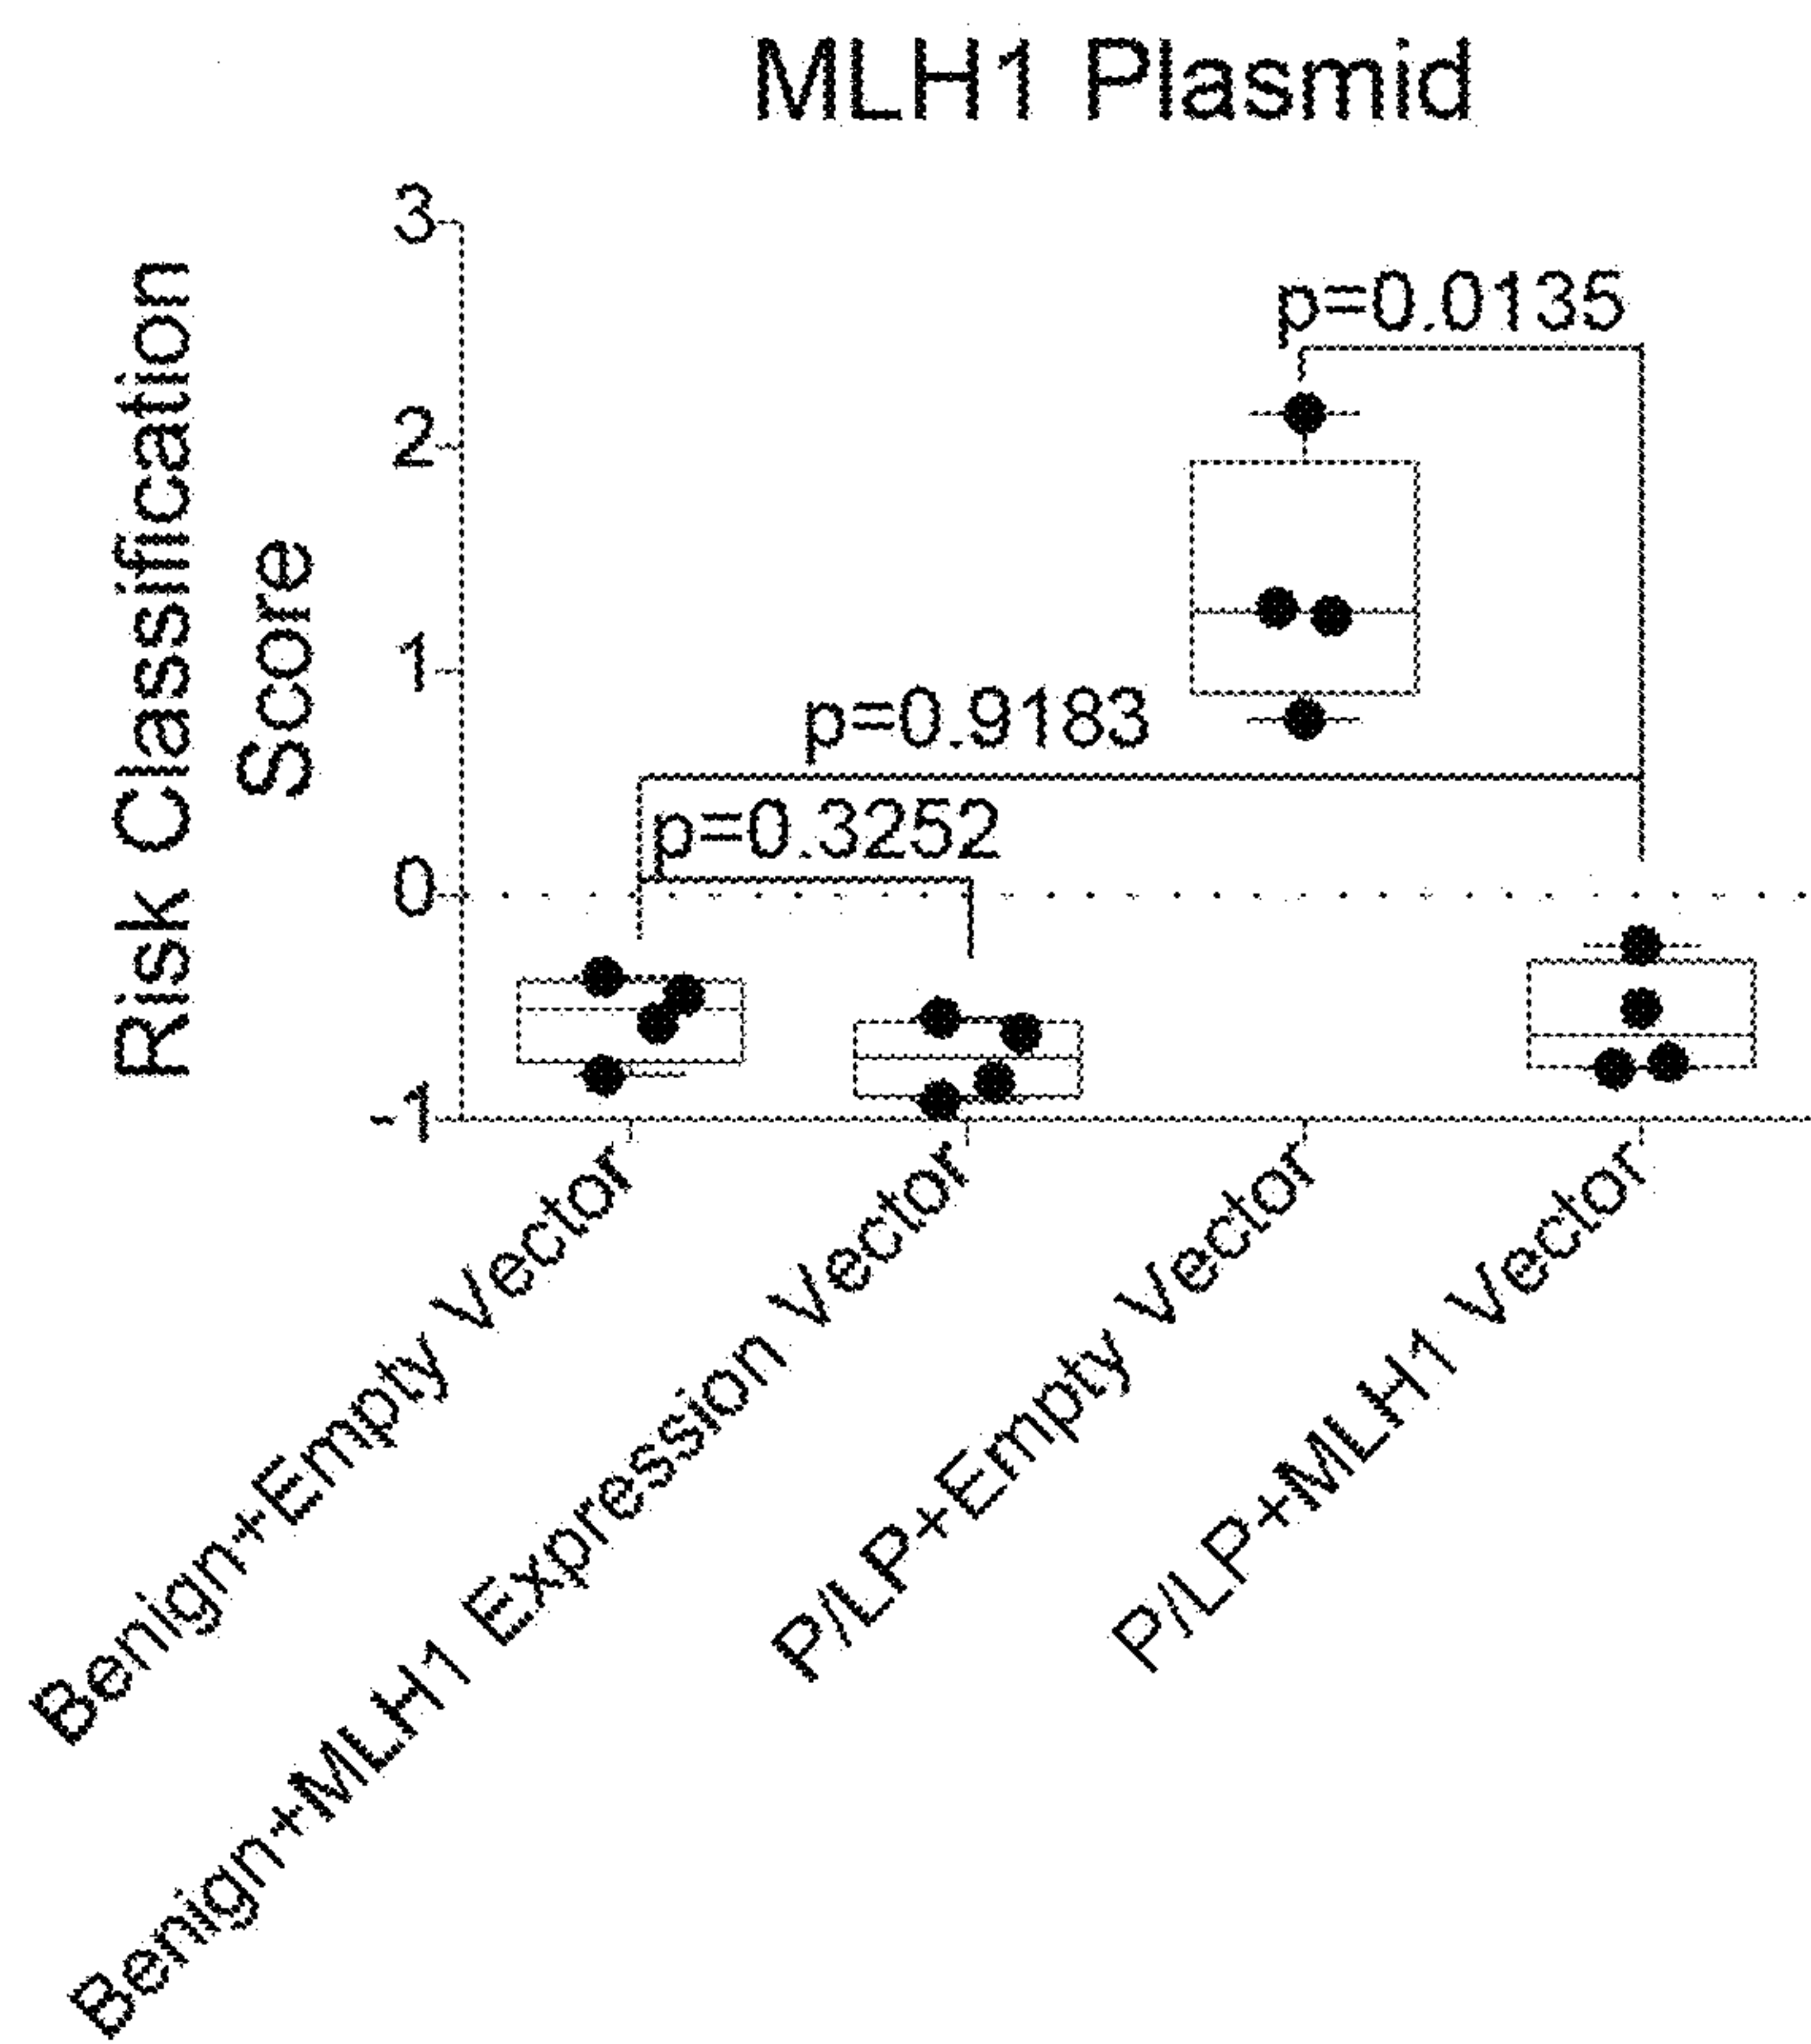 MLH1 Plasmid
Risk Classification
Score
3
2
1
0
-1
p=0.0135
p=0.9183
p=0.3252
Benign+Empty Vector
Benign+MLH1 Expression Vector
P/LP+Empty Vector
P/LP+MLH1 Vector